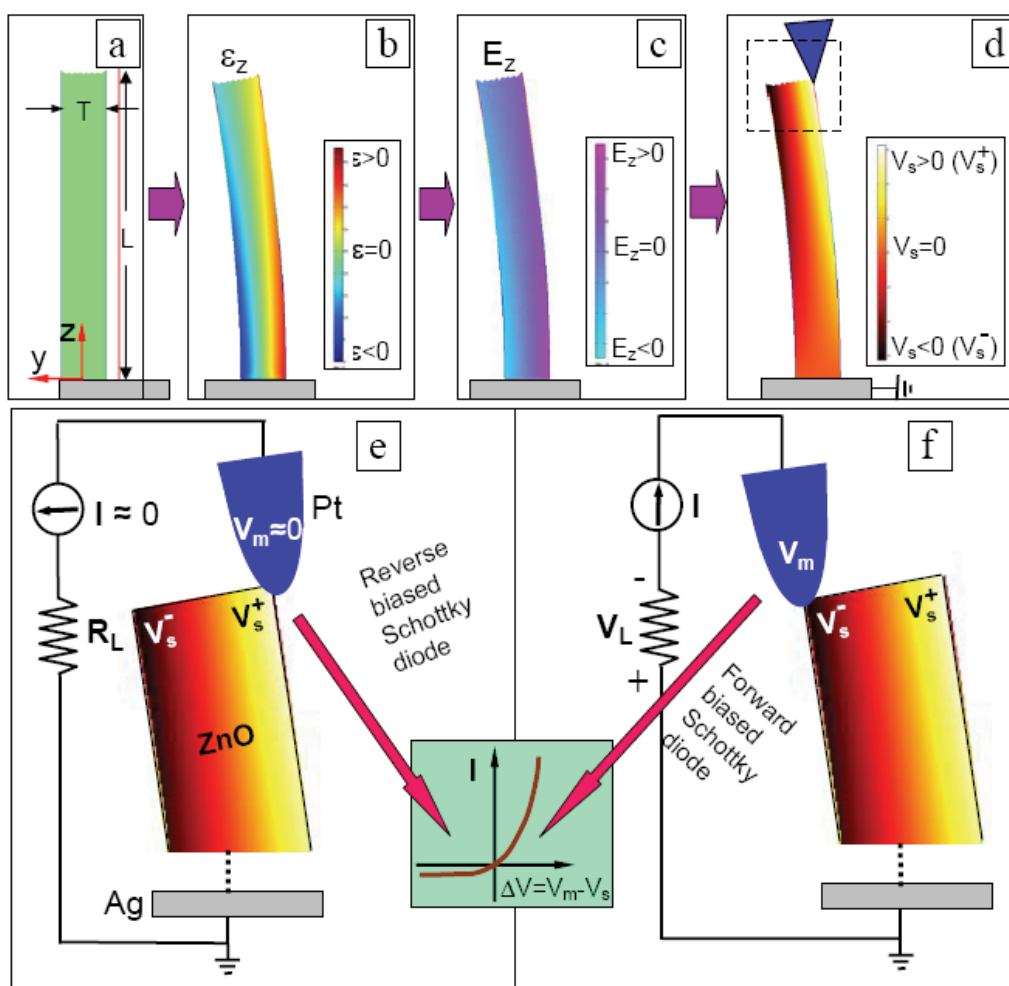 a
T
L
z
y
b
εz
ε>0
ε=0
ε<0
c
Ez
Ez>0
Ez=0
Ez<0
d
Vs>0 (Vs+)
Vs=0
Vs<0 (Vs-)
e
I ≈ 0
Vm≈0
Pt
RL
Vs-
Vs+
ZnO
Ag
Reverse
biased
Schottky
diode
I
ΔV=Vm-Vs
f
I
Vm
-
VL
+
Vs-
Vs+
Forward
biased
Schottky
diode